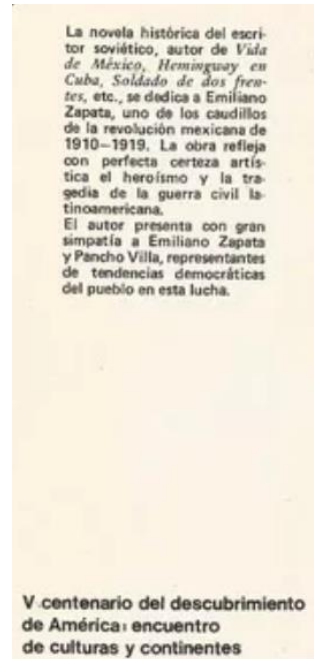 La novela histórica del escri-
tor soviético, autor de Vida
de México, Hemingway en
Cuba, Soldado de dos fren-
tes, etc., se dedica a Emiliano
Zapata, uno de los caudillos
de la revolución mexicana de
1910—1919. La obra refleja
con perfecta certeza artís-
tica el heroísmo y la tra-
gedia de la guerra civil la-
tinoamericana.
El autor presenta con gran
simpatía a Emiliano Zapata
y Pancho Villa, representantes
de tendencias democráticas
del pueblo en esta lucha.
V centenario del descubrimiento
de América: encuentro
de culturas y continentes